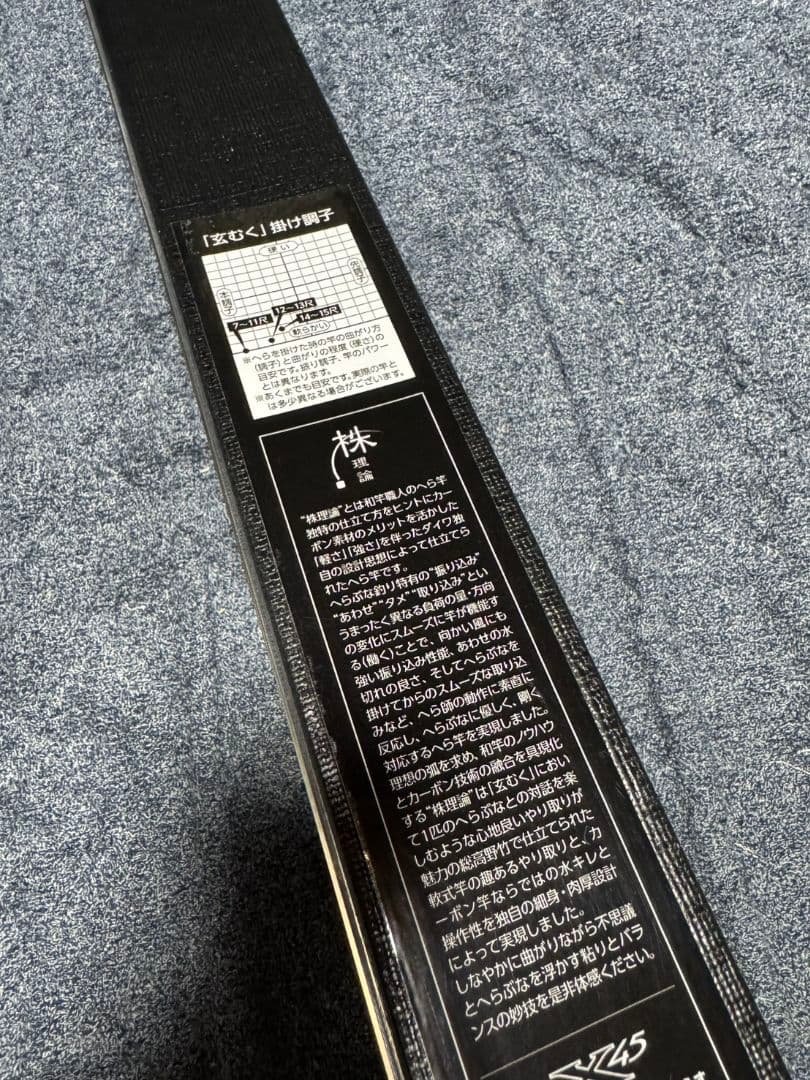 「玄むく」掛け調子
硬い
本調子
先調子
7〜11尺
12〜13尺
14〜15尺
軟らかい
※へらを掛けた時の竿の曲がり方
（調子）と曲がりの程度（硬さ）の
目安です。振り調子、竿のパワー
とは異なります。
※あくまでも目安です。実際の竿と
は多少異なる場合がございます。
株
理
論
“株理論”とは和竿職人のへら竿
独特の仕立て方をヒントにカー
ボン素材のメリットを活かした
「軽さ」「強さ」を伴ったダイワ独
自の設計思想によって仕立てら
れたへら竿です。
へらぶな釣り特有の“振り込み”
“あわせ”“タメ”“取り込み”とい
うまったく異なる負荷の量・方向
の変化にスムーズに竿が機能す
る(働く)ことで、向かい風にも
強い振り込み性能、あわせの水
切れの良さ、そしてへらぶなを
掛けてからのスムーズな取り込
みなど、へら師の動作に素直に
反応し、へらぶなに優しく、剛く
対応するへら竿を実現しました。
理想の弧を求め、和竿のノウハウ
とカーボン技術の融合を具現化
する“株理論”は「玄むく」におい
て1匹のへらぶなとの対話を楽
しむような心地良いやり取りが
魅力の総高野竹で仕立てられた
軟式竿の趣あるやり取りと、カ
ーボン竿ならではの水キレと
操作性を独自の細身・肉厚設計
によって実現しました。
しなやかに曲がりながら不思議
とへらぶなを浮かす粘りとバラ
ンスの妙技を是非体感ください。
X45